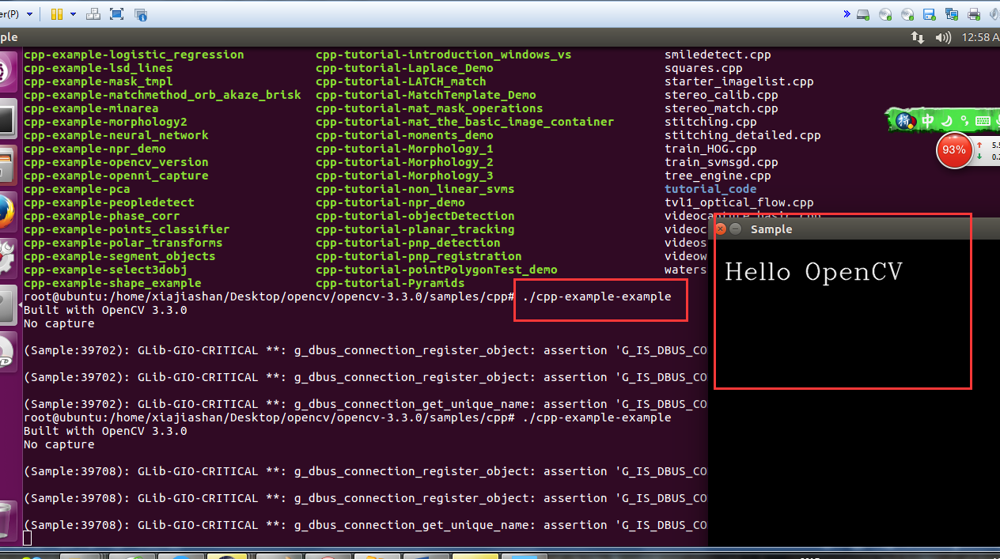 er(P)
ple
12:58 A
cpp-example-logistic_regression cpp-tutorial-introduction_windows_vs smiledetect.cpp
cpp-example-lsd_lines cpp-tutorial-Laplace_Demo squares.cpp
cpp-example-mask_tmpl cpp-tutorial-LATCH_match starter_imagelist.cpp
cpp-example-matchmethod_orb_akaze_brisk cpp-tutorial-MatchTemplate_Demo stereo_calib.cpp
cpp-example-minarea cpp-tutorial-mat_mask_operations stereo_match.cpp
cpp-example-morphology2 cpp-tutorial-mat_the_basic_image_container stitching.cpp
cpp-example-neural_network cpp-tutorial-moments_demo stitching_detailed.cpp
cpp-example-npr_demo cpp-tutorial-Morphology_1 train_HOG.cpp
cpp-example-opencv_version cpp-tutorial-Morphology_2 train_svmsgd.cpp
cpp-example-openni_capture cpp-tutorial-Morphology_3 tree_engine.cpp
cpp-example-pca cpp-tutorial-non_linear_svms tutorial_code
cpp-example-peopledetect cpp-tutorial-npr_demo tvl1_optical_flow.cpp
cpp-example-phase_corr cpp-tutorial-objectDetection videocapture_basic.cpp
cpp-example-points_classifier cpp-tutorial-planar_tracking videoc
cpp-example-polar_transforms cpp-tutorial-pnp_detection videos
cpp-example-segment_objects cpp-tutorial-pnp_registration videow
cpp-example-select3dobj cpp-tutorial-pointPolygonTest_demo waters
cpp-example-shape_example cpp-tutorial-Pyramids
root@ubuntu:/home/xiajiashan/Desktop/opencv/opencv-3.3.0/samples/cpp# ./cpp-example-example
Built with OpenCV 3.3.0
No capture
(Sample:39702): GLib-GIO-CRITICAL **: g_dbus_connection_register_object: assertion 'G_IS_DBUS_CO
(Sample:39702): GLib-GIO-CRITICAL **: g_dbus_connection_register_object: assertion 'G_IS_DBUS_CO
(Sample:39702): GLib-GIO-CRITICAL **: g_dbus_connection_get_unique_name: assertion 'G_IS_DBUS_CO
root@ubuntu:/home/xiajiashan/Desktop/opencv/opencv-3.3.0/samples/cpp# ./cpp-example-example
Built with OpenCV 3.3.0
No capture
(Sample:39708): GLib-GIO-CRITICAL **: g_dbus_connection_register_object: assertion 'G_IS_DBUS_CO
(Sample:39708): GLib-GIO-CRITICAL **: g_dbus_connection_register_object: assertion 'G_IS_DBUS_CO
(Sample:39708): GLib-GIO-CRITICAL **: g_dbus_connection_get_unique_name: assertion 'G_IS_DBUS_CO
Sample
Hello OpenCV
拼 中
93%
5.5
0.2